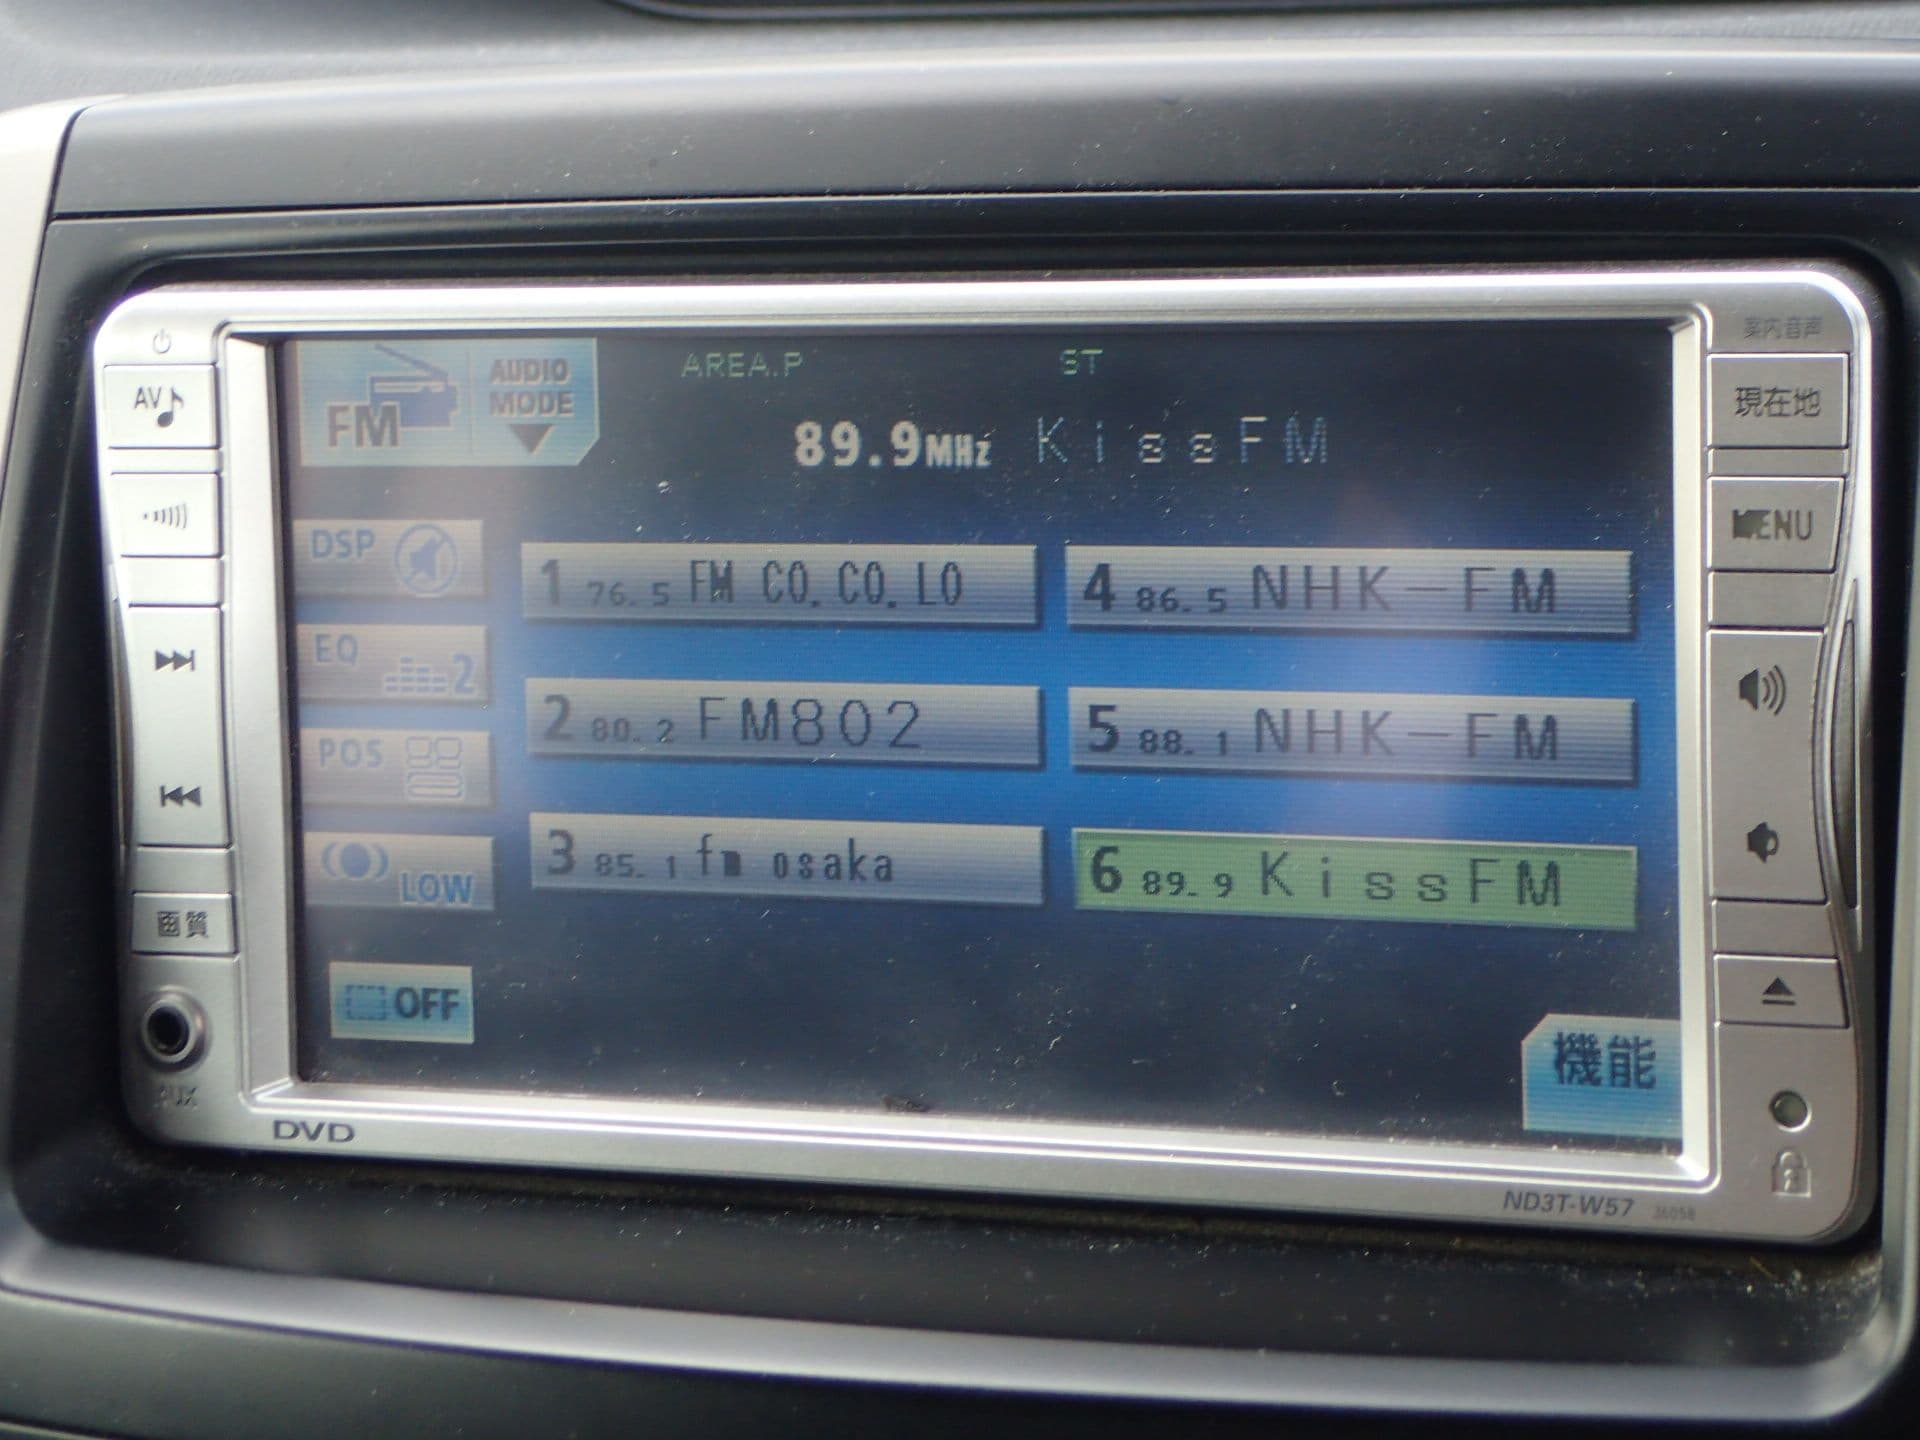 案内音声
AV
現在地
FM
AUDIO MODE
AREA.P
ST
89.9MHz KissFM
MENU
DSP
1 76.5 FM CO.CO.LO
4 86.5 NHK-FM
EQ 2
2 80.2 FM802
5 88.1 NHK-FM
POS
3 85.1 fm osaka
6 89.9 KissFM
LOW
画質
OFF
機能
AUX
DVD
ND3T-W57